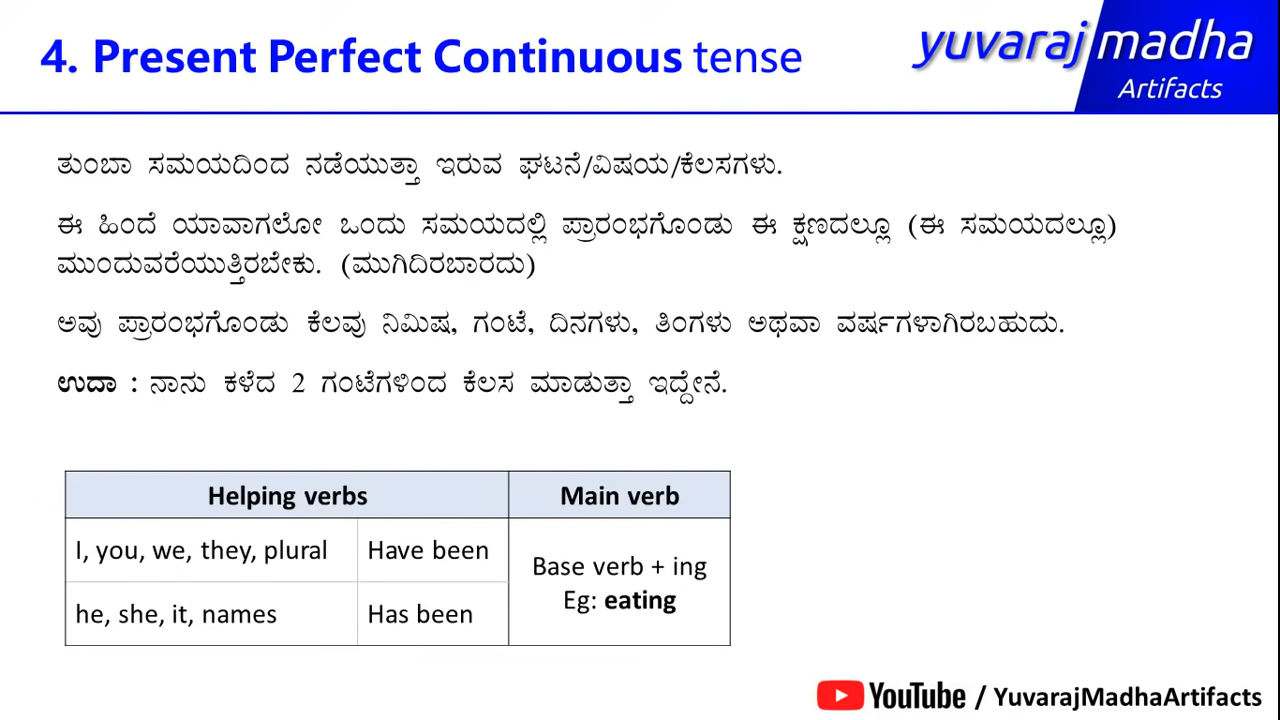 4. Present Perfect Continuous tense
yuvaraj madha
Artifacts
ತುಂಬಾ ಸಮಯದಿಂದ ನಡೆಯುತ್ತಾ ಇರುವ ಘಟನೆ/ವಿಷಯ/ಕೆಲಸಗಳು.
ಈ ಹಿಂದೆ ಯಾವಾಗಲೋ ಒಂದು ಸಮಯದಲ್ಲಿ ಪ್ರಾರಂಭಗೊಂಡು ಈ ಕ್ಷಣದಲ್ಲೂ (ಈ ಸಮಯದಲ್ಲೂ)
ಮುಂದುವರೆಯುತ್ತಿರಬೇಕು. (ಮುಗಿದಿರಬಾರದು)
ಅವು ಪ್ರಾರಂಭಗೊಂಡು ಕೆಲವು ನಿಮಿಷ, ಗಂಟೆ, ದಿನಗಳು, ತಿಂಗಳು ಅಥವಾ ವರ್ಷಗಳಾಗಿರಬಹುದು.
ಉದಾ : ನಾನು ಕಳೆದ 2 ಗಂಟೆಗಳಿಂದ ಕೆಲಸ ಮಾಡುತ್ತಾ ಇದ್ದೇನೆ.
Helping verbs Main verb
I, you, we, they, plural Have been
Base verb + ing
Eg: eating
he, she, it, names Has been
YouTube / YuvarajMadhaArtifacts